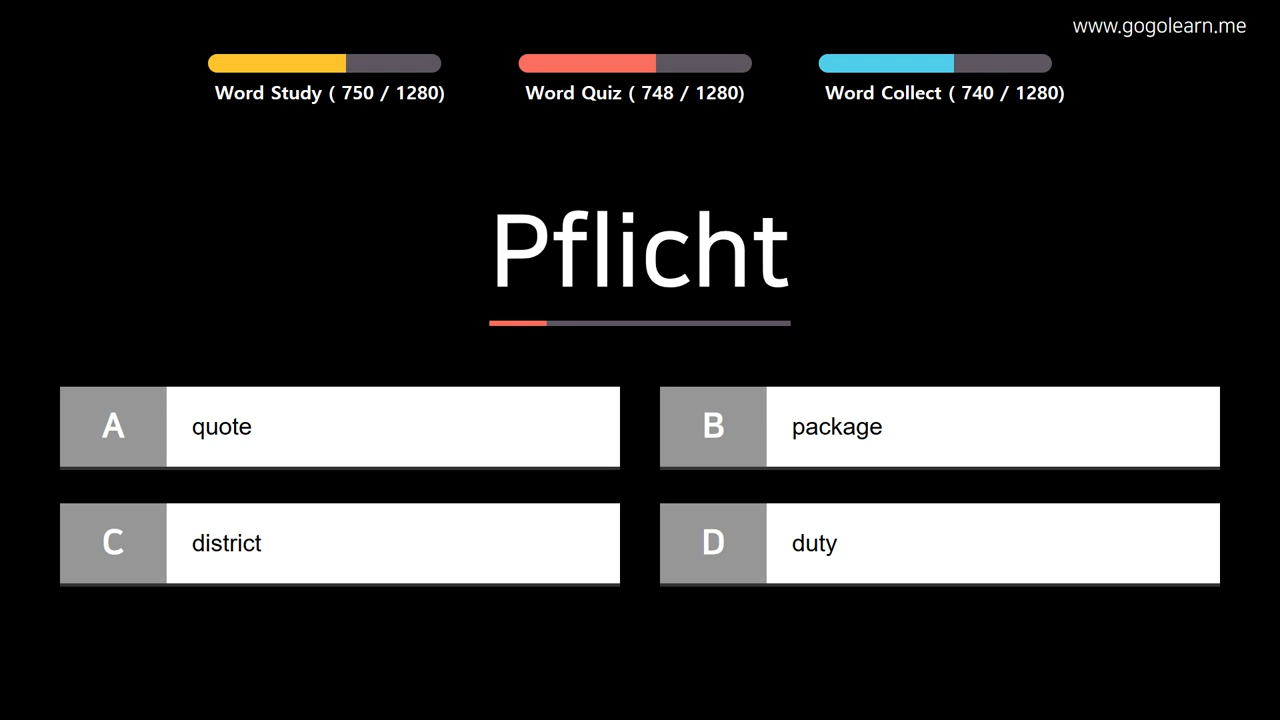 www.gogolearn.me
Word Study ( 750 / 1280)
Word Quiz ( 748 / 1280)
Word Collect ( 740 / 1280)
Pflicht
A quote
B package
C district
D duty